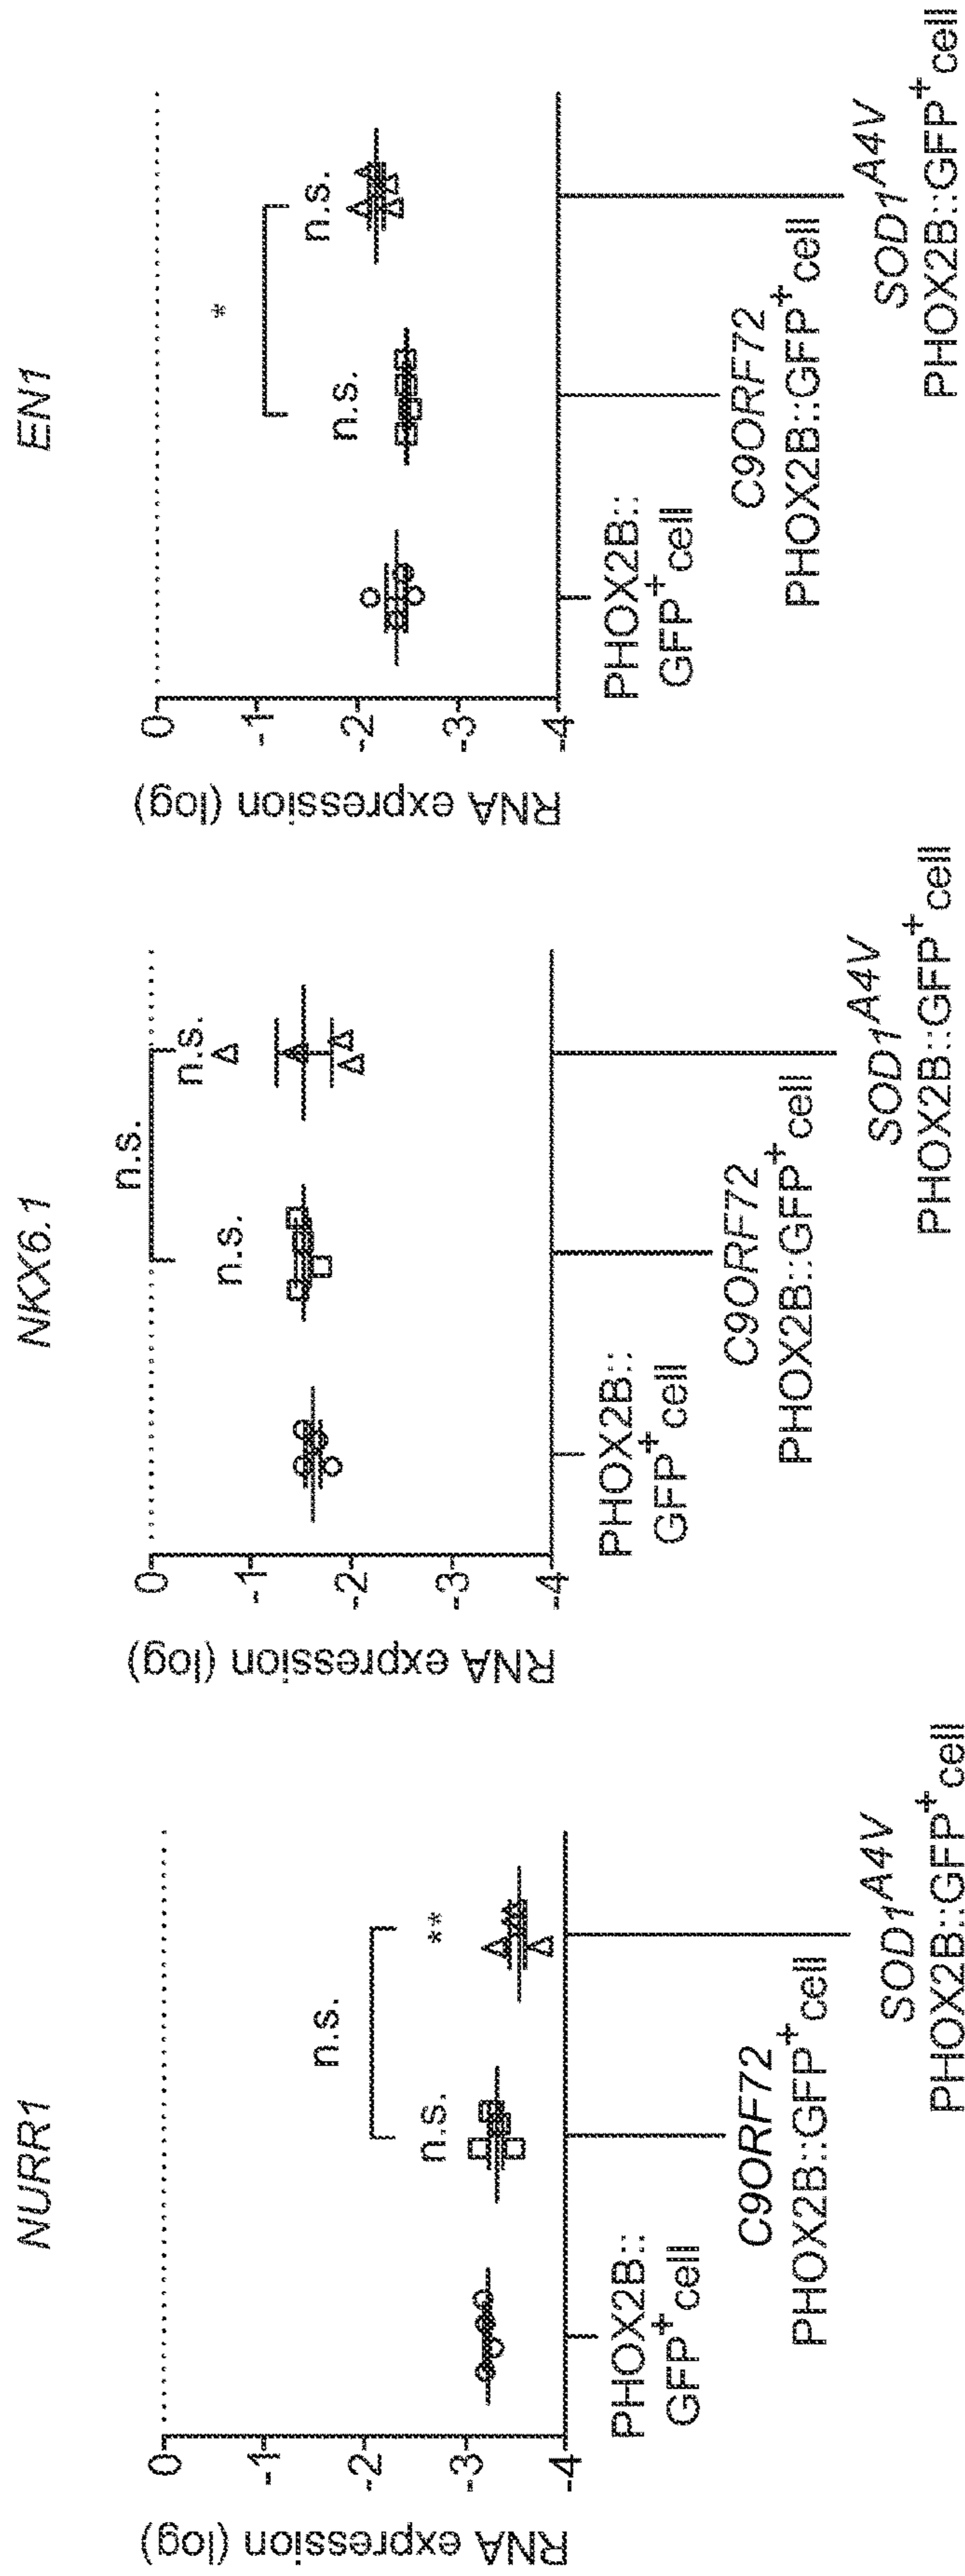 NURR1
RNA expression (log)
0
-1
-2
-3
-4
n.s.
n.s.
**
PHOX2B::
GFP+cell
C9ORF72
PHOX2B::GFP+cell
SOD1A4V
PHOX2B::GFP+cell
NKX6.1
RNA expression (log)
0
-1
-2
-3
-4
n.s.
n.s.
n.s.
PHOX2B::
GFP+cell
C9ORF72
PHOX2B::GFP+cell
SOD1A4V
PHOX2B::GFP+cell
EN1
RNA expression (log)
0
-1
-2
-3
-4
*
n.s.
n.s.
PHOX2B::
GFP+cell
C9ORF72
PHOX2B::GFP+cell
SOD1A4V
PHOX2B::GFP+cell